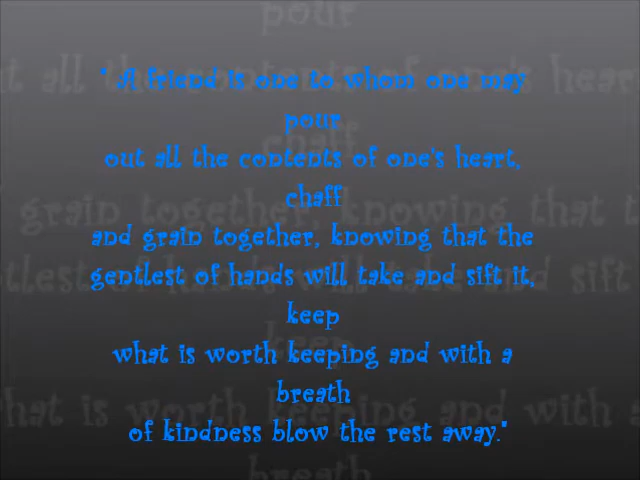 " A friend is one to whom one may
pour
out all the contents of one's heart,
chaff
and grain together, knowing that the
gentlest of hands will take and sift it,
keep
what is worth keeping and with a
breath
of kindness blow the rest away."